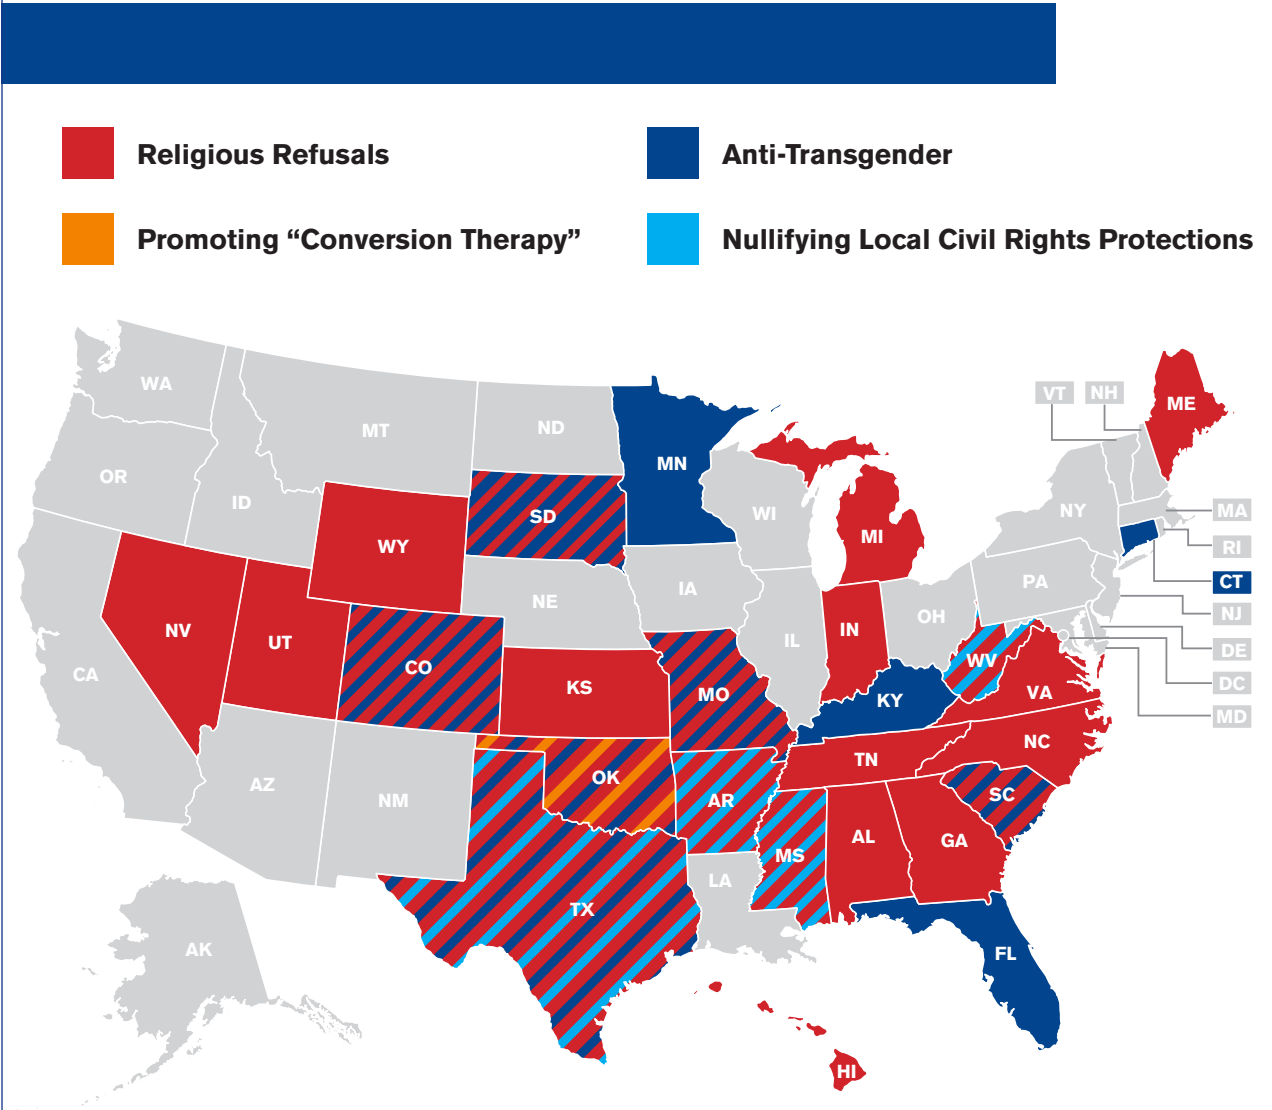 Religious Refusals
Anti-Transgender
Promoting “Conversion Therapy”
Nullifying Local Civil Rights Protections
WA
MT
ND
MN
VT
NH
ME
OR
ID
SD
WI
MI
NY
MA
RI
WY
CT
NV
UT
NE
IA
PA
NJ
CA
CO
KS
MO
IL
IN
OH
WV
KY
VA
DE
DC
MD
AZ
NM
OK
AR
TN
NC
SC
TX
LA
MS
AL
GA
FL
AK
HI